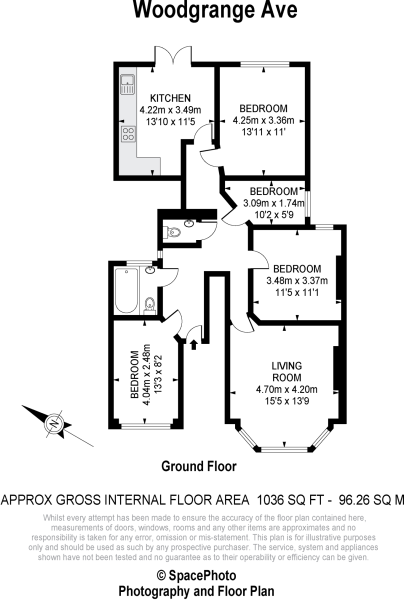 Woodgrange Ave
KITCHEN
4.22m x 3.49m
13'10 x 11'5
BEDROOM
4.25m x 3.36m
13'11 x 11'
BEDROOM
3.09m x 1.74m
10'2 x 5'9
BEDROOM
3.48m x 3.37m
11'5 x 11'1
BEDROOM
4.04m x 2.48m
13'3 x 8'2
LIVING
ROOM
4.70m x 4.20m
15'5 x 13'9
N
Ground Floor
APPROX GROSS INTERNAL FLOOR AREA 1036 SQ FT - 96.26 SQ M
Whilst every attempt has been made to ensure the accuracy of the floor plan contained here,
measurements of doors, windows, rooms and any other items are approximates and no
responsibility is taken for any error, omission or mis-statement. This plan is for illustrative purposes
only and should be used as such by any prospective purchaser. The service, system and appliances
shown have not been tested and no guarantee as to their operability or efficiency can be given.
© SpacePhoto
Photography and Floor Plan